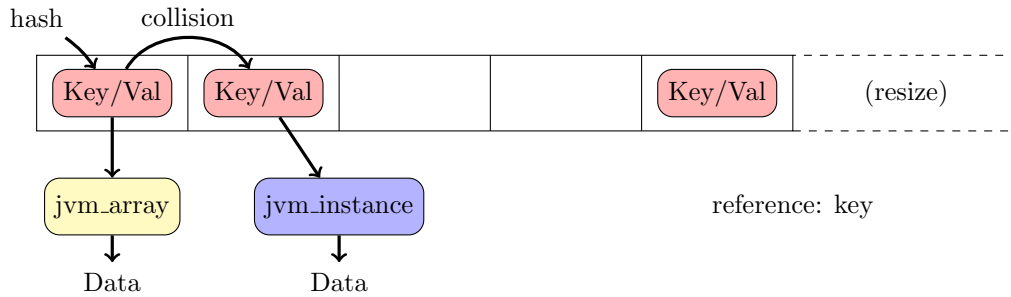 hash
collision
Key/Val
Key/Val
Key/Val
(resize)
jvm_array
jvm_instance
reference: key
Data
Data